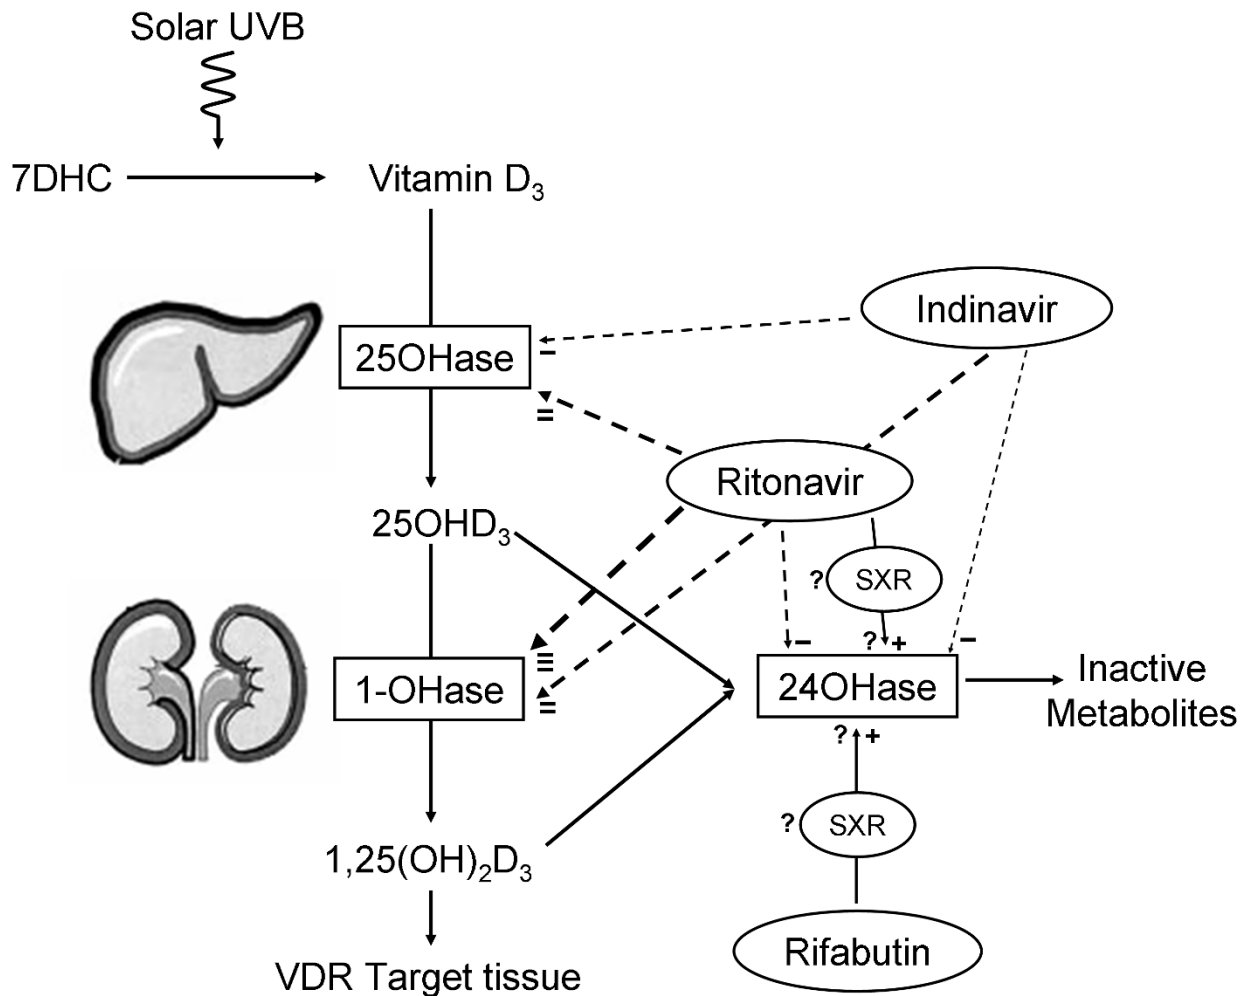 Solar UVB
7DHC
Vitamin D₃
Indinavir
25OHase
–
=
Ritonavir
25OHD₃
SXR
?
? +
–
–
≡
1-OHase
=
24OHase
Inactive
Metabolites
? +
SXR
?
1,25(OH)₂D₃
Rifabutin
VDR Target tissue